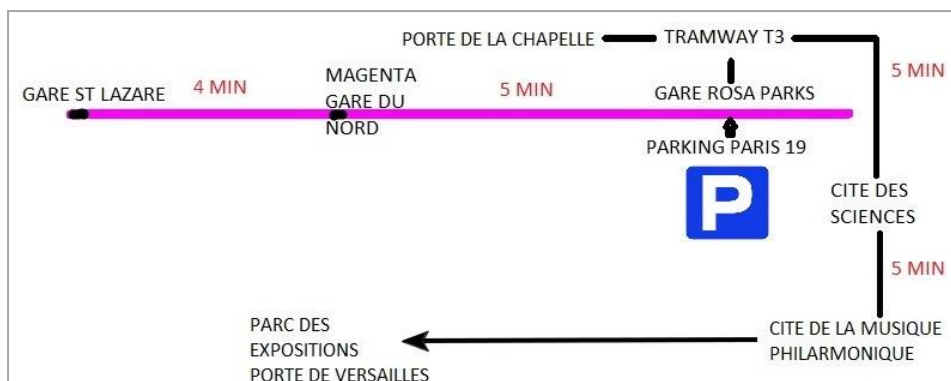 PORTE DE LA CHAPELLE
TRAMWAY T3
5 MIN
GARE ST LAZARE
4 MIN
MAGENTA
GARE DU
NORD
5 MIN
GARE ROSA PARKS
PARKING PARIS 19
P
CITE DES
SCIENCES
5 MIN
PARC DES
EXPOSITIONS
PORTE DE VERSAILLES
CITE DE LA MUSIQUE
PHILARMONIQUE